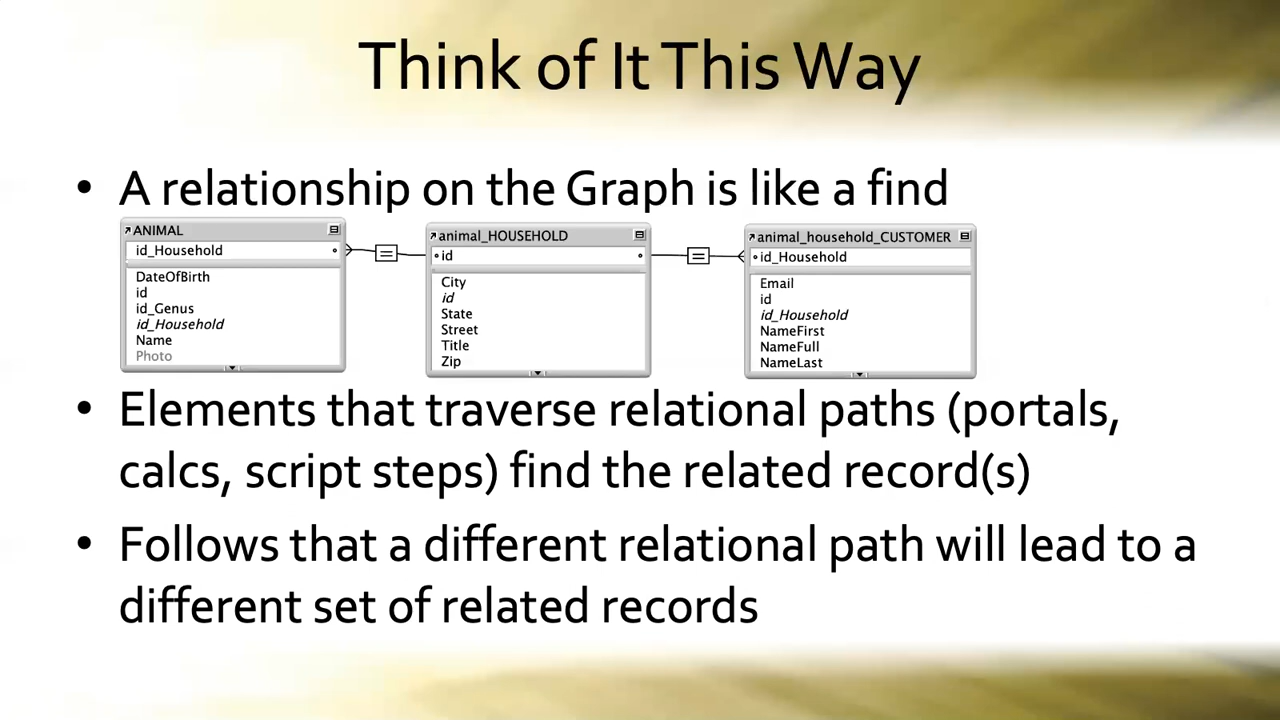 Think of It This Way
• A relationship on the Graph is like a find
ANIMAL
id_Household
DateOfBirth
id
id_Genus
id_Household
Name
Photo
=
animal_HOUSEHOLD
id
City
id
State
Street
Title
Zip
=
animal_household_CUSTOMER
id_Household
Email
id
id_Household
NameFirst
NameFull
NameLast
• Elements that traverse relational paths (portals,
calcs, script steps) find the related record(s)
• Follows that a different relational path will lead to a
different set of related records